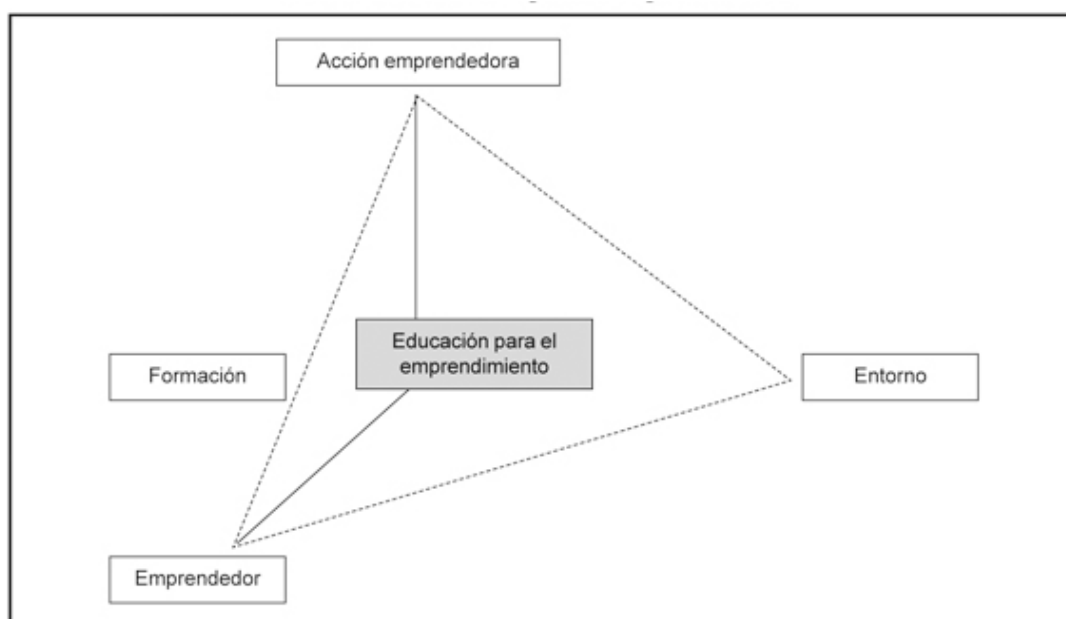 Acción emprendedora
Educación para el
emprendimiento
Formación
Entorno
Emprendedor